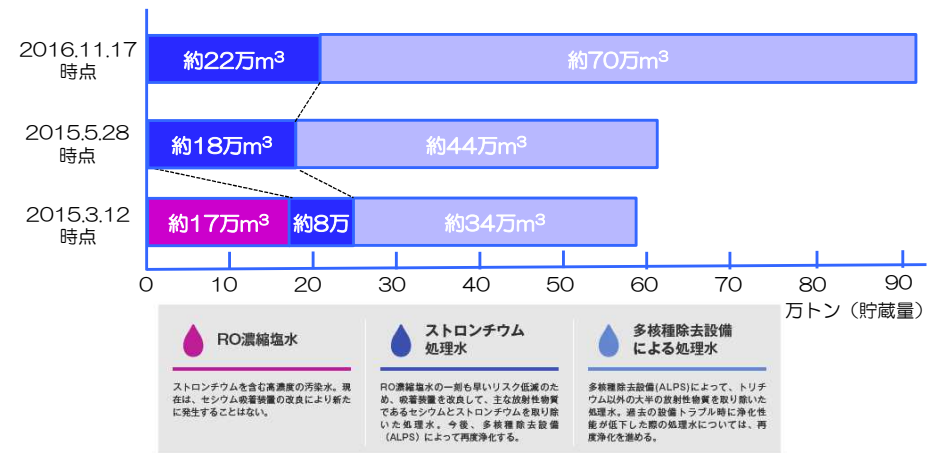 2016.11.17
時点
約22万m³
約70万m³
2015.5.28
時点
約18万m³
約44万m³
2015.3.12
時点
約17万m³
約8万
約34万m³
0
10
20
30
40
50
60
70
80
90
万トン（貯蔵量）
RO濃縮塩水
ストロンチウムを含む高濃度の汚染水。現
在は、セシウム吸着装置の改良により新た
に発生することはない。
ストロンチウム
処理水
RO濃縮塩水の一刻も早いリスク低減のた
め、吸着装置を改良して、主な放射性物質
であるセシウムとストロンチウムを取り除
いた処理水。今後、多核種除去設備
（ALPS）によって再度浄化する。
多核種除去設備
による処理水
多核種除去設備(ALPS)によって、トリチ
ウム以外の大半の放射性物質を取り除いた
処理水。過去の設備トラブル時に浄化性
能が低下した際の処理水については、再
度浄化を進める。